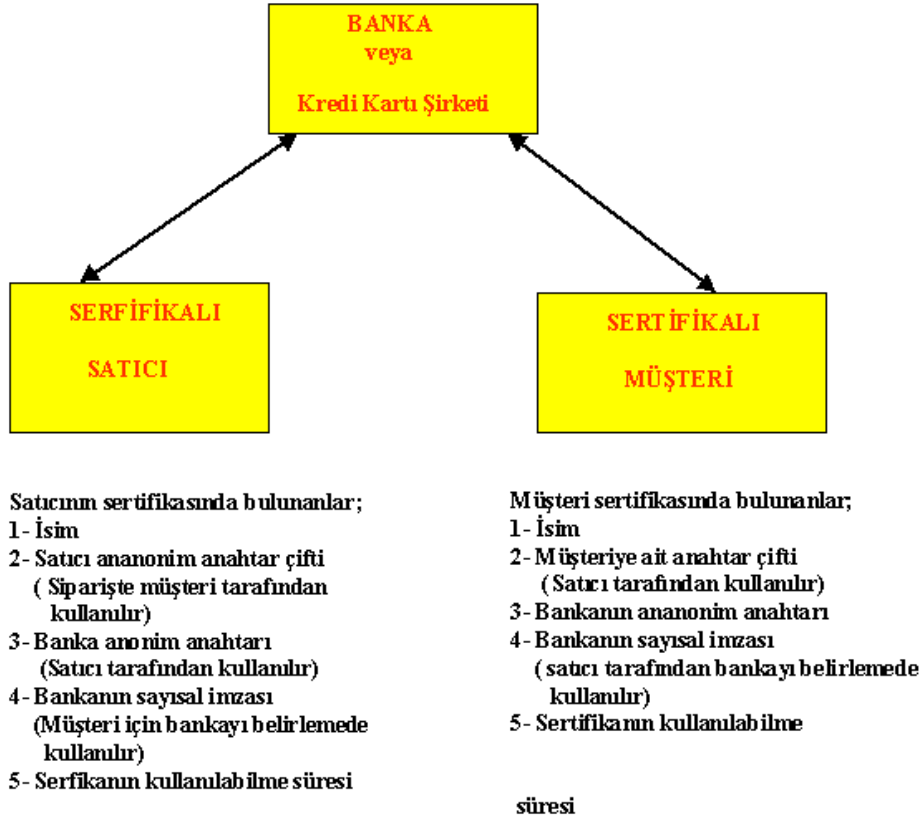 BANKA
veya
Kredi Kartı Şirketi
SERFİFİKALI
SATICI
SERTİFİKALI
MÜŞTERİ
Satıcının sertifikasında bulunanlar;
1- İsim
2- Satıcı ananonim anahtar çifti
( Siparişte müşteri tarafından
kullanılır)
3- Banka anonim anahtarı
(Satıcı tarafından kullanılır)
4- Bankanın sayısal imzası
(Müşteri için bankayı belirlemede
kullanılır)
5- Serfikanın kullanılabilme süresi
Müşteri sertifikasında bulunanlar;
1- İsim
2- Müşteriye ait anahtar çifti
( Satıcı tarafından kullanılır)
3- Bankanın ananonim anahtarı
4- Bankanın sayısal imzası
( satıcı tarafından bankayı belirlemede
kullanılır)
5- Sertifikanın kullanılabilme
süresi